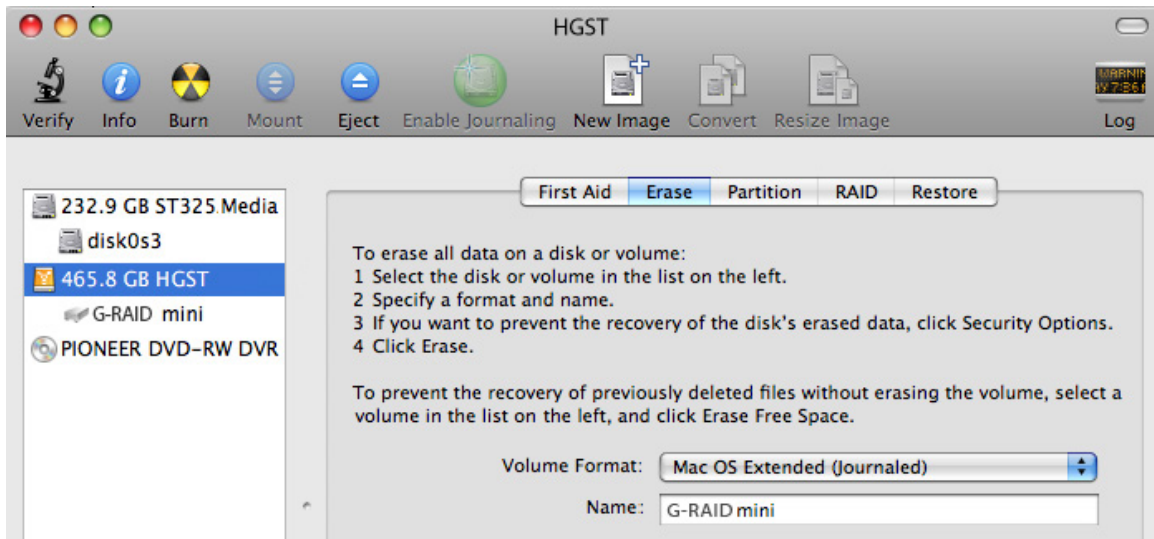 HGST
Verify Info Burn Mount Eject Enable Journaling New Image Convert Resize Image Log
232.9 GB ST325 Media
disk0s3
465.8 GB HGST
G-RAID mini
PIONEER DVD-RW DVR
First Aid Erase Partition RAID Restore
To erase all data on a disk or volume:
1 Select the disk or volume in the list on the left.
2 Specify a format and name.
3 If you want to prevent the recovery of the disk's erased data, click Security Options.
4 Click Erase.
To prevent the recovery of previously deleted files without erasing the volume, select a
volume in the list on the left, and click Erase Free Space.
Volume Format: Mac OS Extended (Journaled)
Name: G-RAID mini